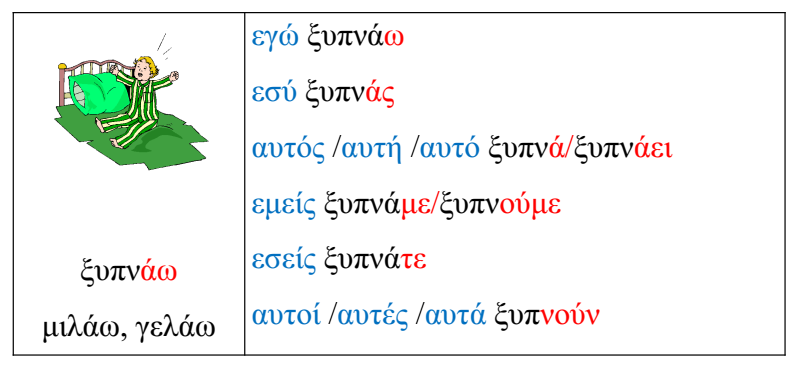 εγώ ξυπνάω
εσύ ξυπνάς
αυτός /αυτή /αυτό ξυπνά/ξυπνάει
εμείς ξυπνάμε/ξυπνούμε
εσείς ξυπνάτε
αυτοί /αυτές /αυτά ξυπνούν
ξυπνάω
μιλάω, γελάω